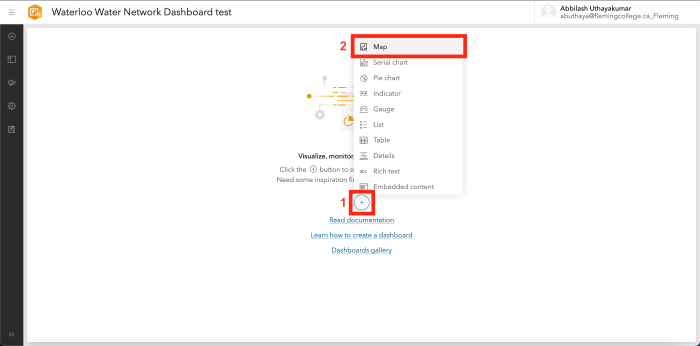 Waterloo Water Network Dashboard test
Abbilash Uthayakumar
abuthaya@flemingcollege.ca_Fleming
2
Map
Serial chart
Pie chart
Indicator
Gauge
List
Table
Details
abc Rich text
Embedded content
Visualize, monitor
Click the + button to st
Need some inspiration fi
1
Read documentation
Learn how to create a dashboard
Dashboards gallery